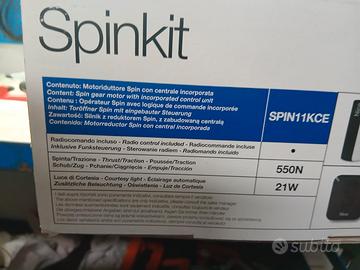 Spinkit
Contenuto: Motoriduttore Spin con centrale incorporata
Content: Spin gear motor with incorporated control unit
Contenu : Opérateur Spin avec logique de commande incorporée
Inhalt: Toröffner Spin mit eingebauter Steuerung
Zawartość: Silnik z reduktorem Spin, z zabudowaną centralą
Contenido: Motorreductor Spin con central incorporada
SPIN11KCE
Radiocomando incluso - Radio control included - Radiocommande
Inklusive Funksteuerung - Sterowanie radiem - Radiomando incluido
•
Spinta/Trazione - Thrust/Traction - Poussée/Traction
Schub/Zug - Pchanie/Ciągnięcie - Empuje/Tracción
550N
Luce di Cortesia - Courtesy light - Éclairage automatique
Zusätzliche Beleuchtung - Oświetlenia - Luz de Cortesía
21W
subito